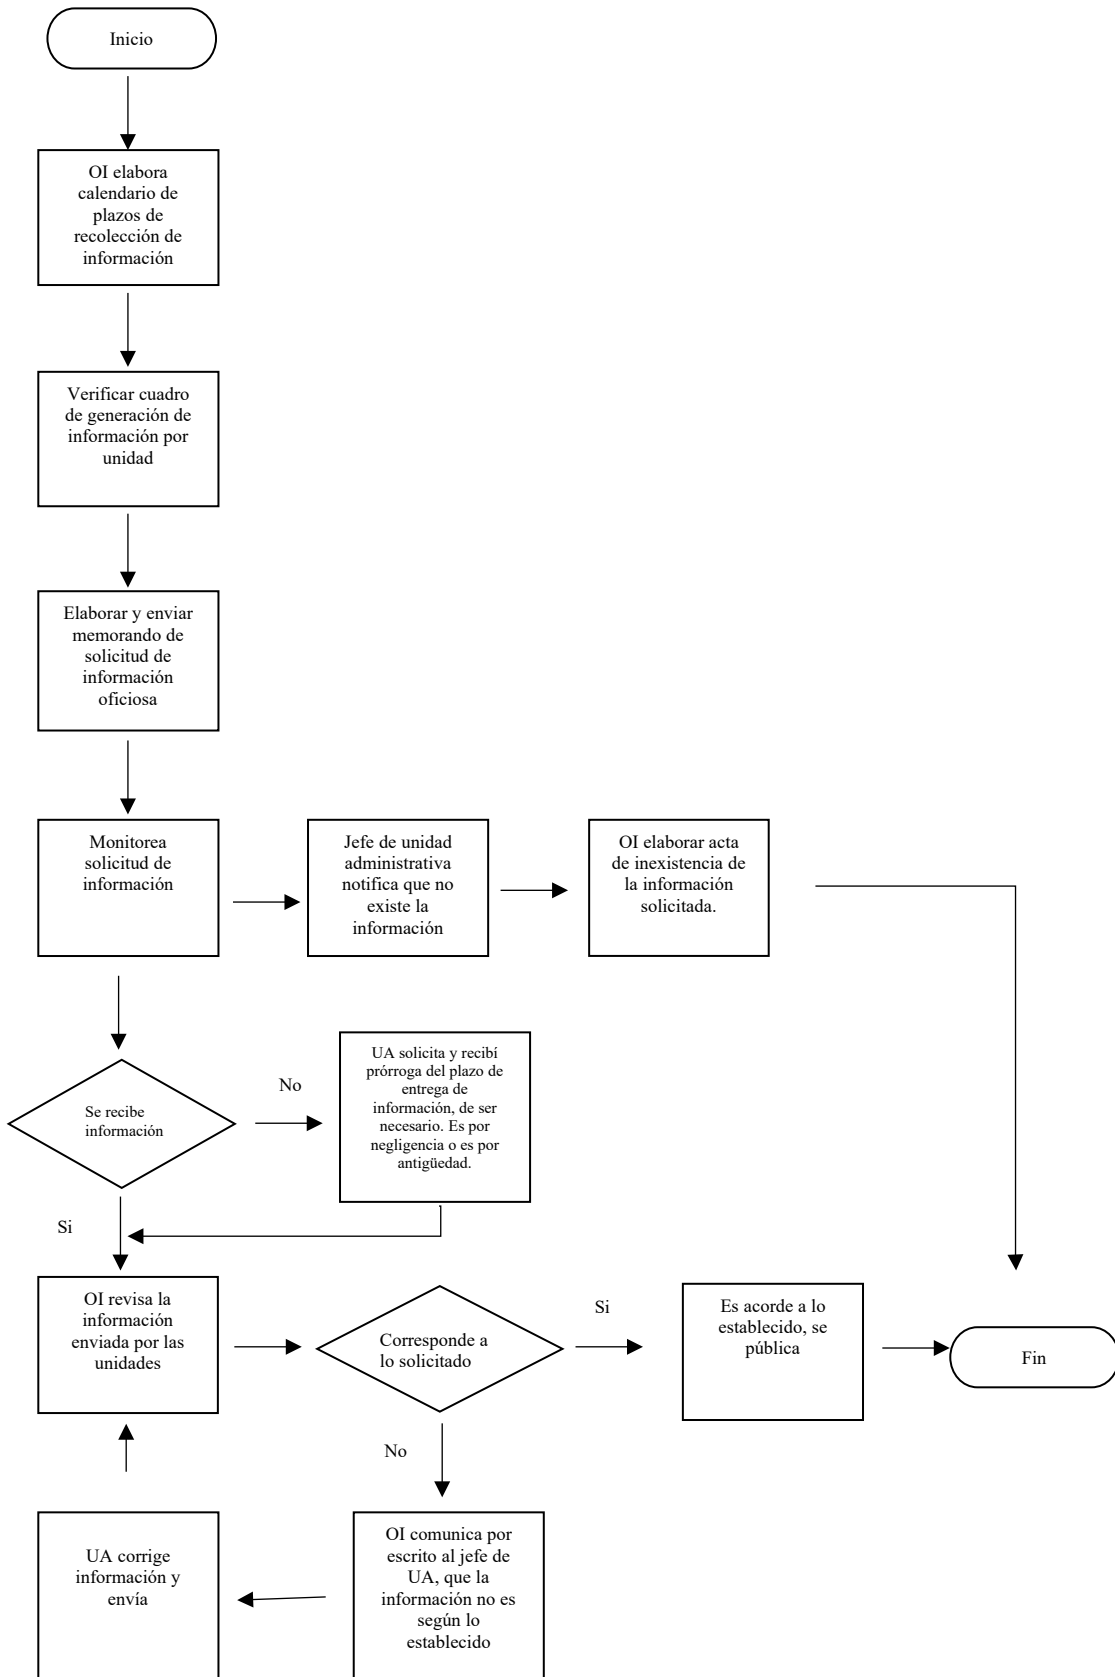 Inicio
OI elabora
calendario de
plazos de
recolección de
información
Verificar cuadro
de generación de
información por
unidad
Elaborar y enviar
memorando de
solicitud de
información
oficiosa
Monitorea
solicitud de
información
Jefe de unidad
administrativa
notifica que no
existe la
información
OI elaborar acta
de inexistencia de
la información
solicitada.
Se recibe
información
No
UA solicita y recibí
prórroga del plazo de
entrega de
información, de ser
necesario. Es por
negligencia o es por
antigüedad.
Si
OI revisa la
información
enviada por las
unidades
Corresponde a
lo solicitado
Si
Es acorde a lo
establecido, se
pública
Fin
No
UA corrige
información y
envía
OI comunica por
escrito al jefe de
UA, que la
información no es
según lo
establecido